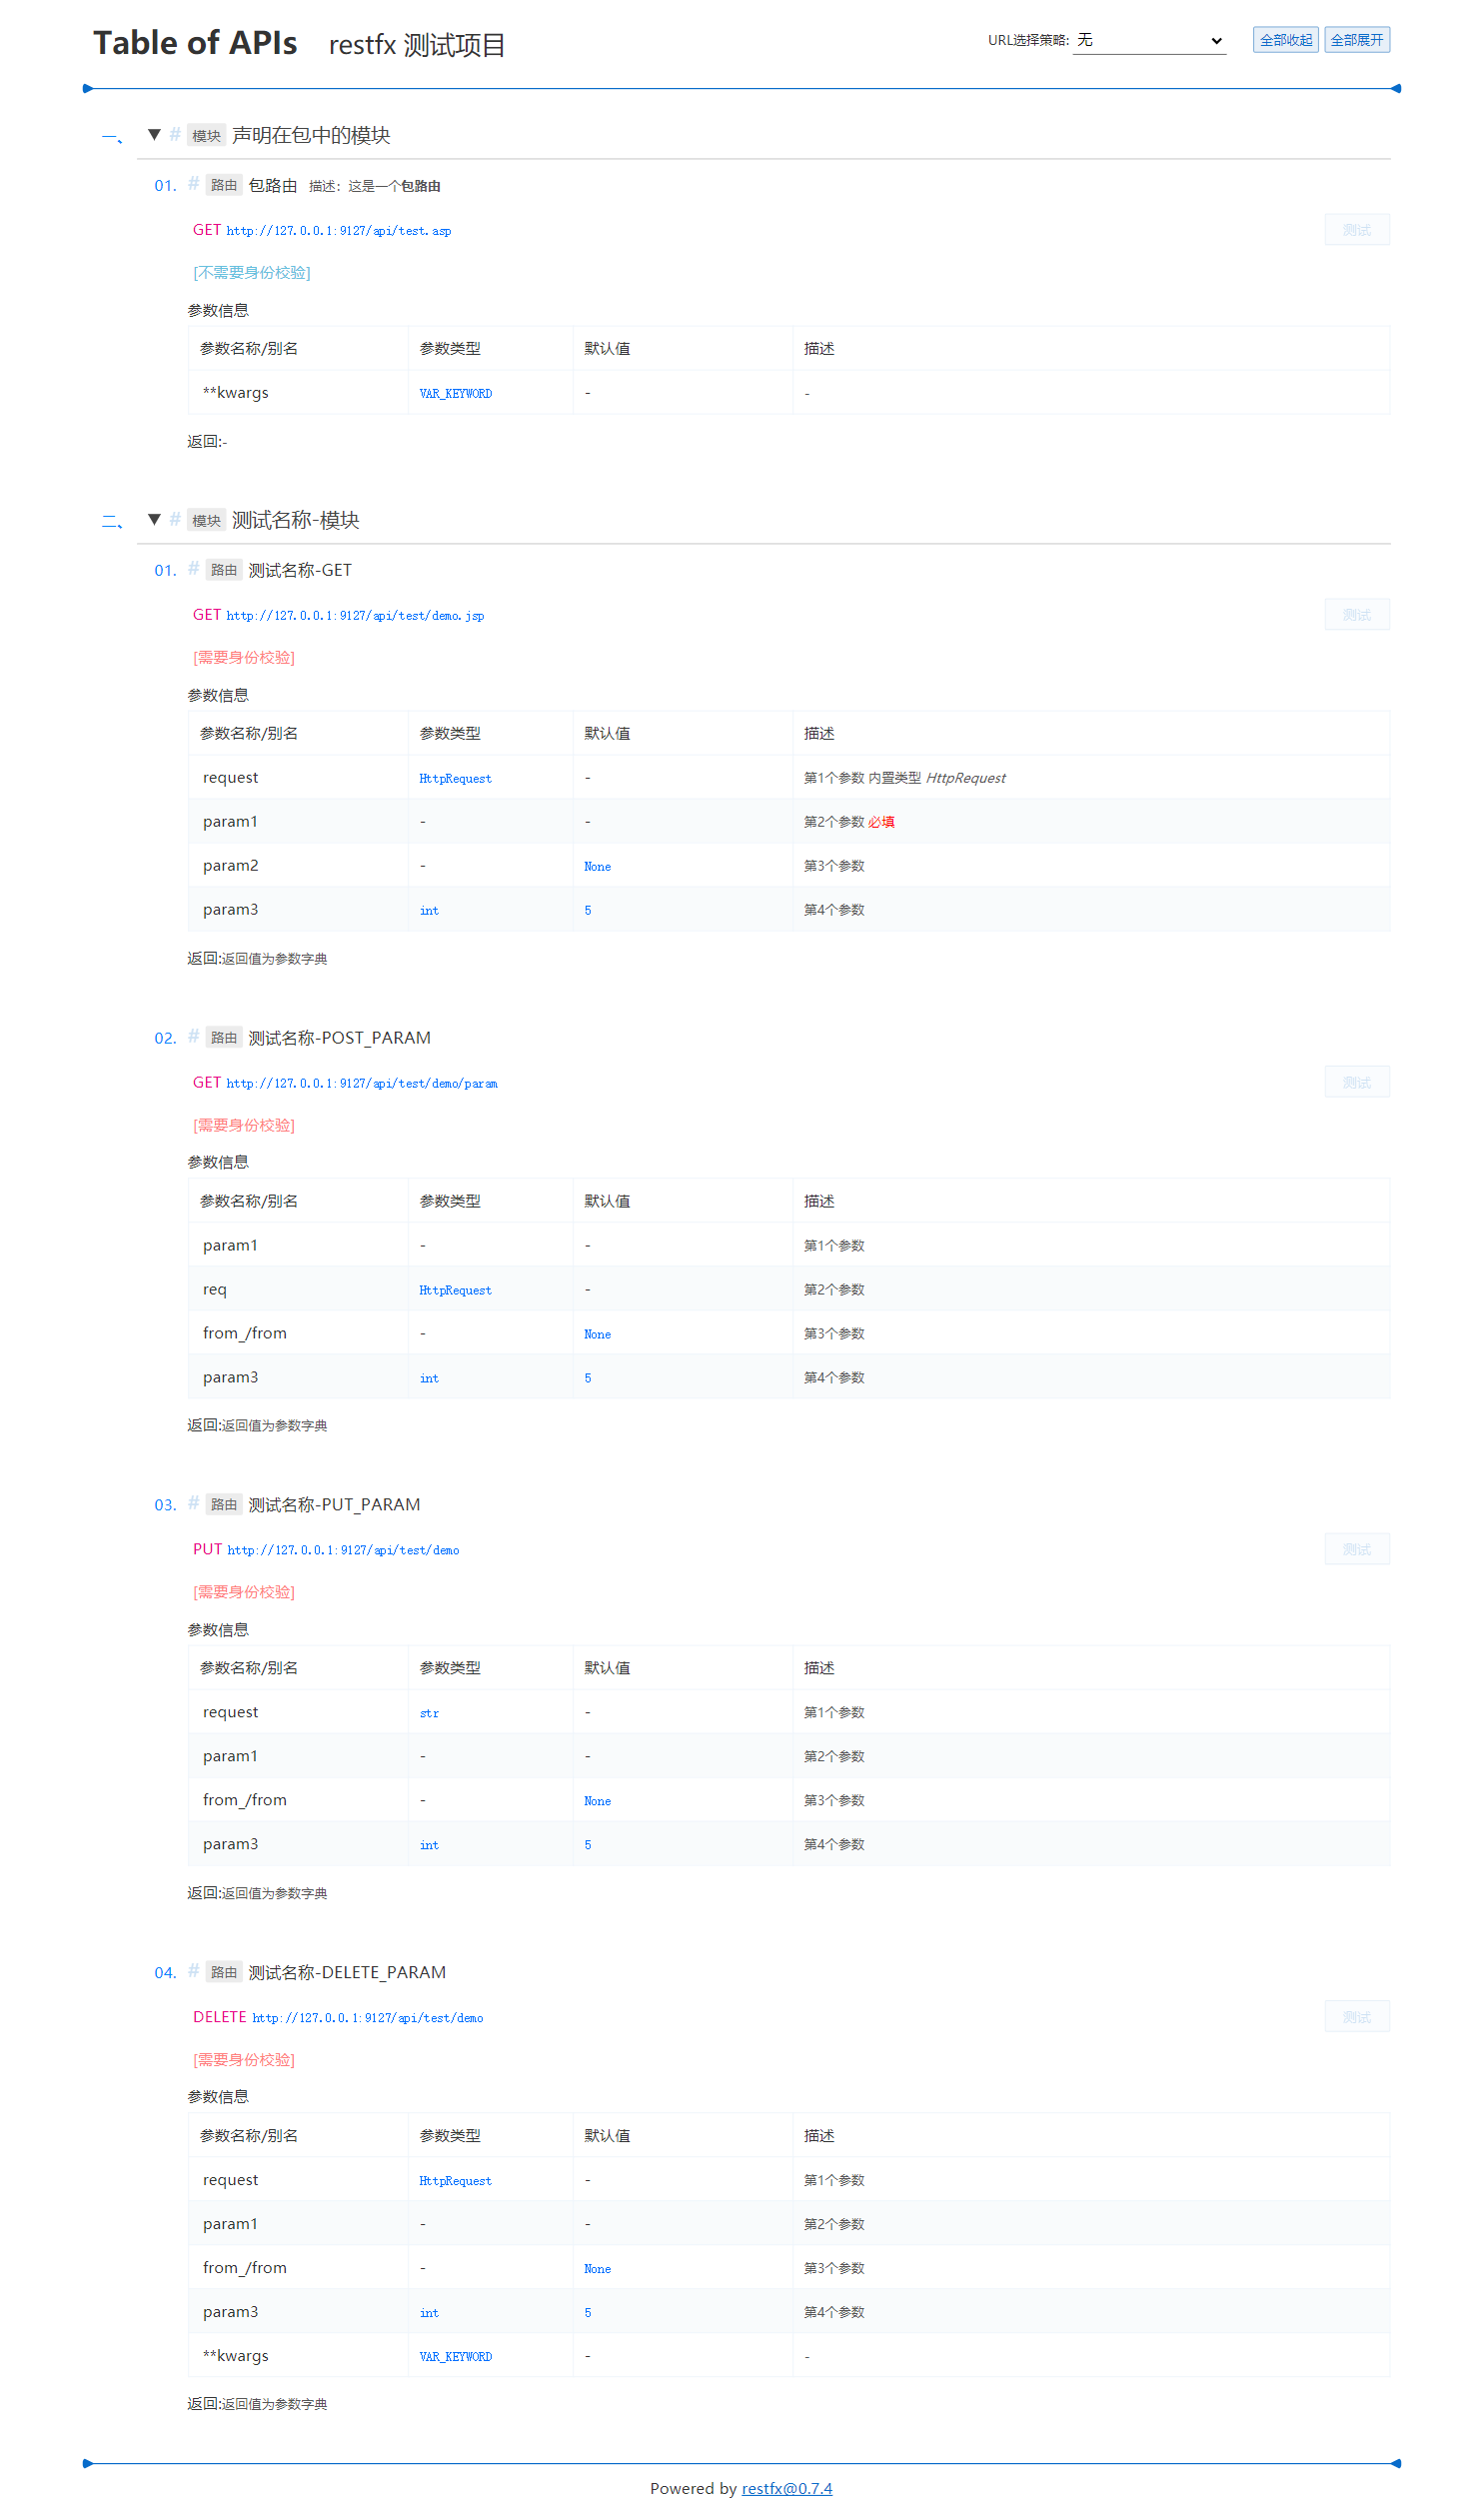 Table of APIs restfx 测试项目 URL选择策略: 无 全部收起 全部展开
一、 ▼ # 模块 声明在包中的模块
01. # 路由 包路由 描述：这是一个包路由
GET http://127.0.0.1:9127/api/test.asp 测试
[不需要身份校验]
参数信息
参数名称/别名 参数类型 默认值 描述
**kwargs VAR_KEYWORD - -
返回:-
二、 ▼ # 模块 测试名称-模块
01. # 路由 测试名称-GET
GET http://127.0.0.1:9127/api/test/demo.jsp 测试
[需要身份校验]
参数信息
参数名称/别名 参数类型 默认值 描述
request HttpRequest - 第1个参数 内置类型 HttpRequest
param1 - - 第2个参数 必填
param2 - None 第3个参数
param3 int 5 第4个参数
返回:返回值为参数字典
02. # 路由 测试名称-POST_PARAM
GET http://127.0.0.1:9127/api/test/demo/param 测试
[需要身份校验]
参数信息
参数名称/别名 参数类型 默认值 描述
param1 - - 第1个参数
req HttpRequest - 第2个参数
from_/from - None 第3个参数
param3 int 5 第4个参数
返回:返回值为参数字典
03. # 路由 测试名称-PUT_PARAM
PUT http://127.0.0.1:9127/api/test/demo 测试
[需要身份校验]
参数信息
参数名称/别名 参数类型 默认值 描述
request str - 第1个参数
param1 - - 第2个参数
from_/from - None 第3个参数
param3 int 5 第4个参数
返回:返回值为参数字典
04. # 路由 测试名称-DELETE_PARAM
DELETE http://127.0.0.1:9127/api/test/demo 测试
[需要身份校验]
参数信息
参数名称/别名 参数类型 默认值 描述
request HttpRequest - 第1个参数
param1 - - 第2个参数
from_/from - None 第3个参数
param3 int 5 第4个参数
**kwargs VAR_KEYWORD - -
返回:返回值为参数字典
Powered by restfx@0.7.4